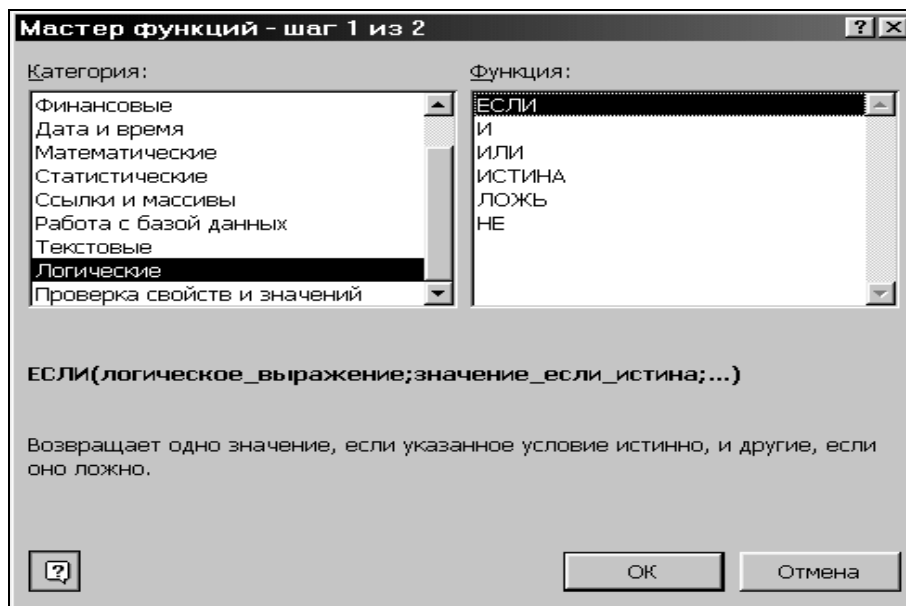 Мастер функций - шаг 1 из 2
Категория:
Функция:
Финансовые
Дата и время
Математические
Статистические
Ссылки и массивы
Работа с базой данных
Текстовые
Логические
Проверка свойств и значений
ЕСЛИ
И
ИЛИ
ИСТИНА
ЛОЖЬ
НЕ
ЕСЛИ(логическое_выражение;значение_если_истина;...)
Возвращает одно значение, если указанное условие истинно, и другие, если
оно ложно.
OK
Отмена